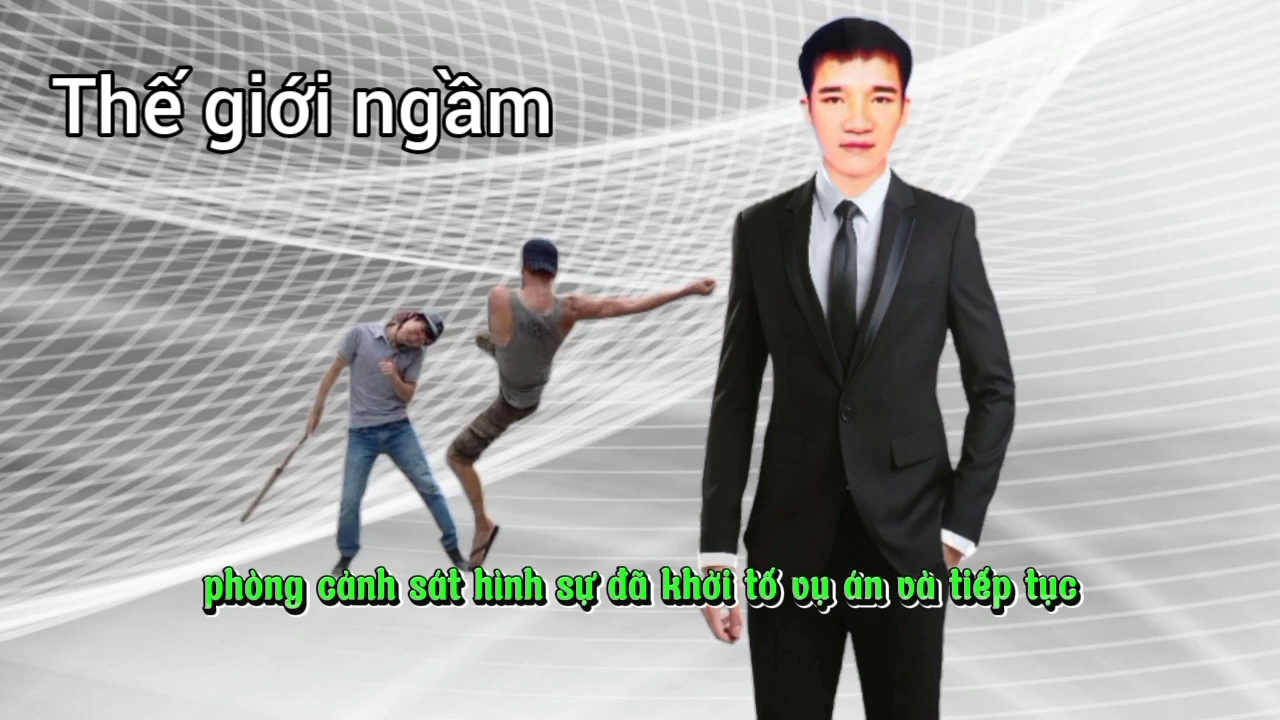 Thế giới ngầm
phòng cảnh sát hình sự đã khởi tố vụ án và tiếp tục